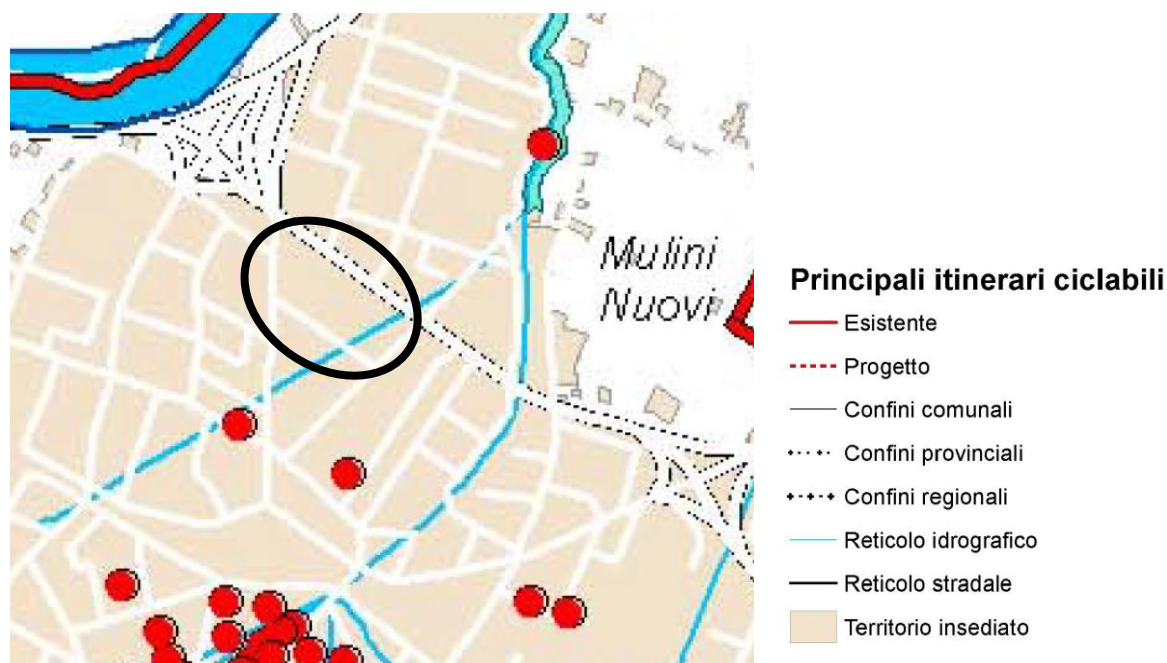 Mulini
Nuovi
Principali itinerari ciclabili
Esistente
Progetto
Confini comunali
Confini provinciali
Confini regionali
Reticolo idrografico
Reticolo stradale
Territorio insediato